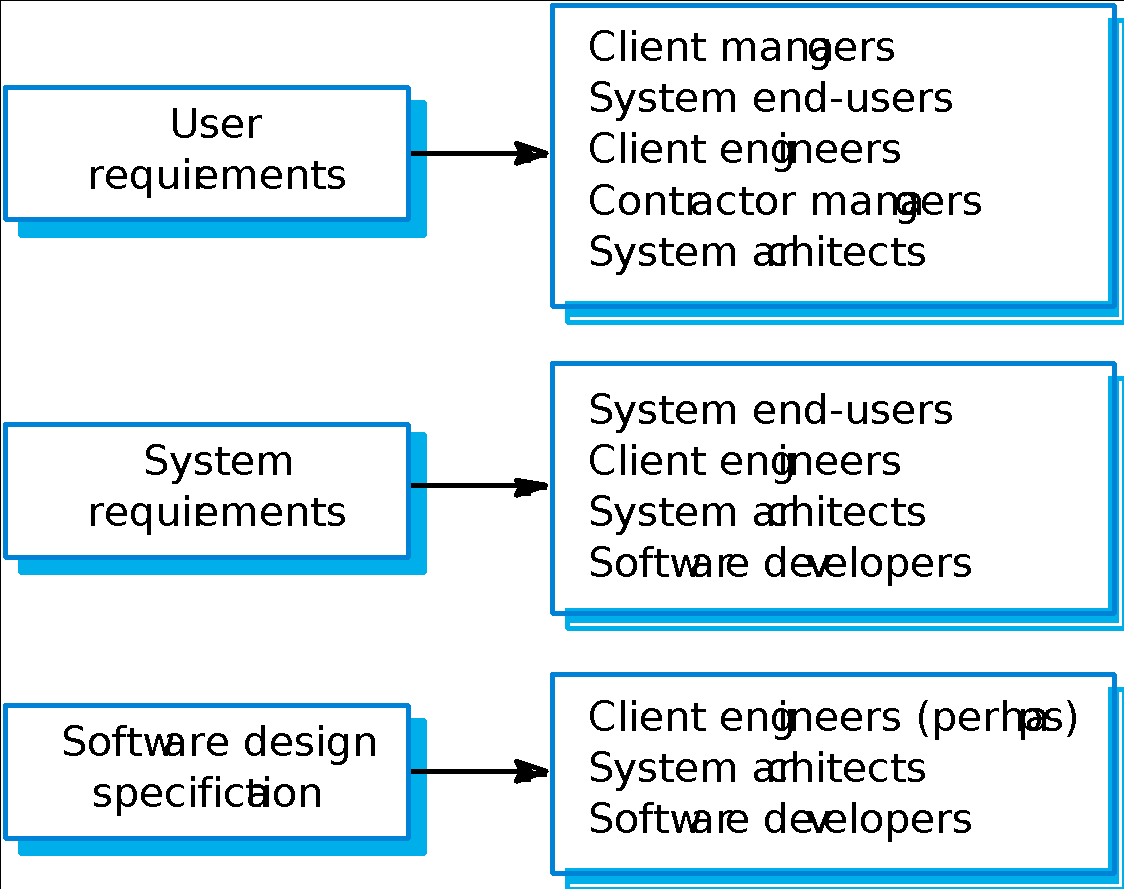 User
requirements
Client managers
System end-users
Client engineers
Contractor managers
System architects
System
requirements
System end-users
Client engineers
System architects
Software developers
Software design
specification
Client engineers (perhaps)
System architects
Software developers